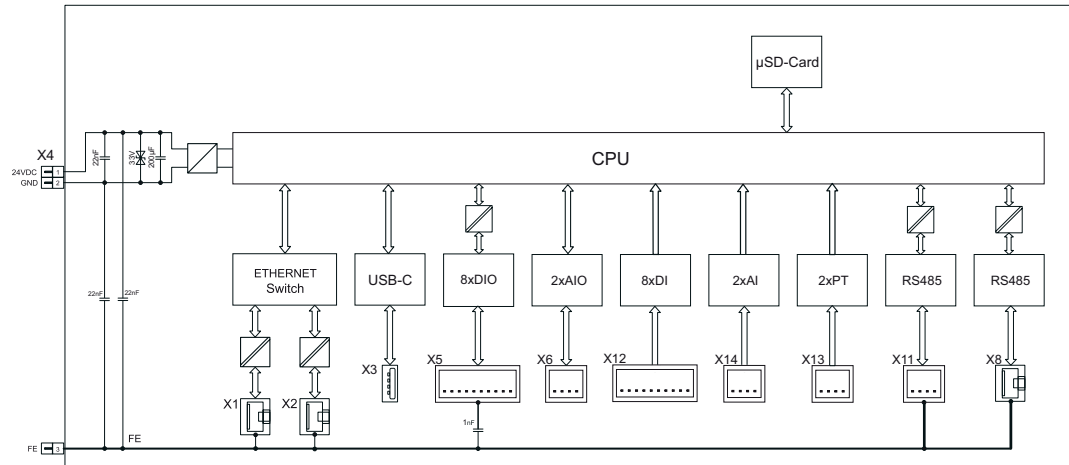 µSD-Card
CPU
X4
24VDC
1
GND
2
22nF
33V
200µF
22nF
22nF
ETHERNET
Switch
USB-C
8xDIO
2xAIO
8xDI
2xAI
2xPT
RS485
RS485
X1
X2
X3
X5
X6
X12
X14
X13
X11
X8
1nF
FE
3
FE